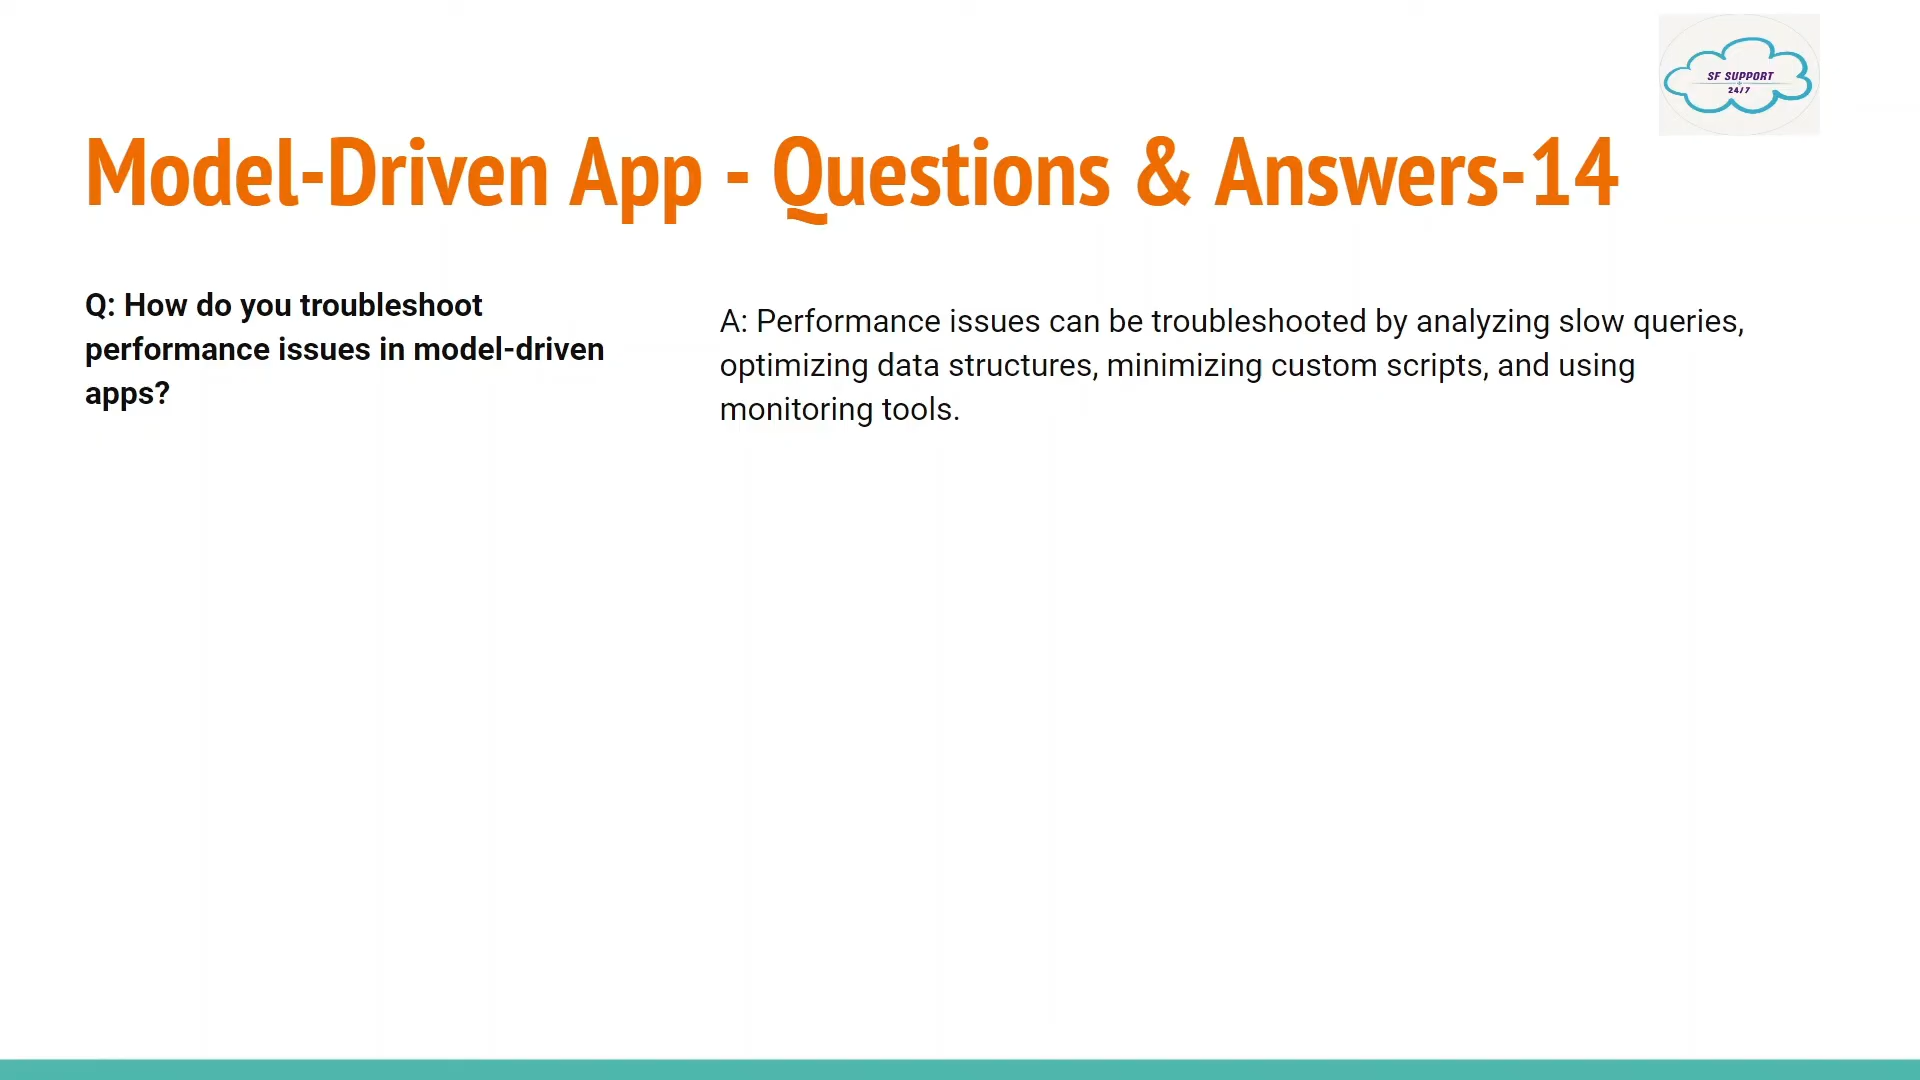 SF SUPPORT
24/7
Model-Driven App - Questions & Answers-14
Q: How do you troubleshoot
performance issues in model-driven
apps?
A: Performance issues can be troubleshooted by analyzing slow queries,
optimizing data structures, minimizing custom scripts, and using
monitoring tools.